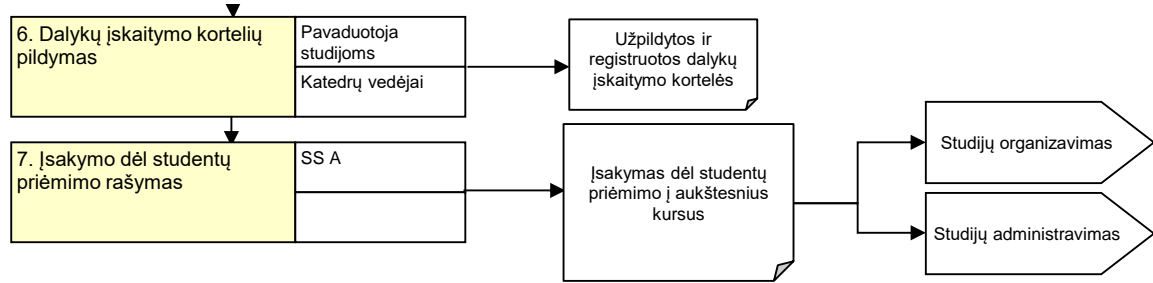 6. Dalykų įskaitymo kortelių
pildymas
Pavaduotoja
studijoms
Katedrų vedėjai
Užpildytos ir
registruotos dalykų
įskaitymo kortelės
7. Įsakymo dėl studentų
priėmimo rašymas
SS A
Įsakymas dėl studentų
priėmimo į aukštesnius
kursus
Studijų organizavimas
Studijų administravimas